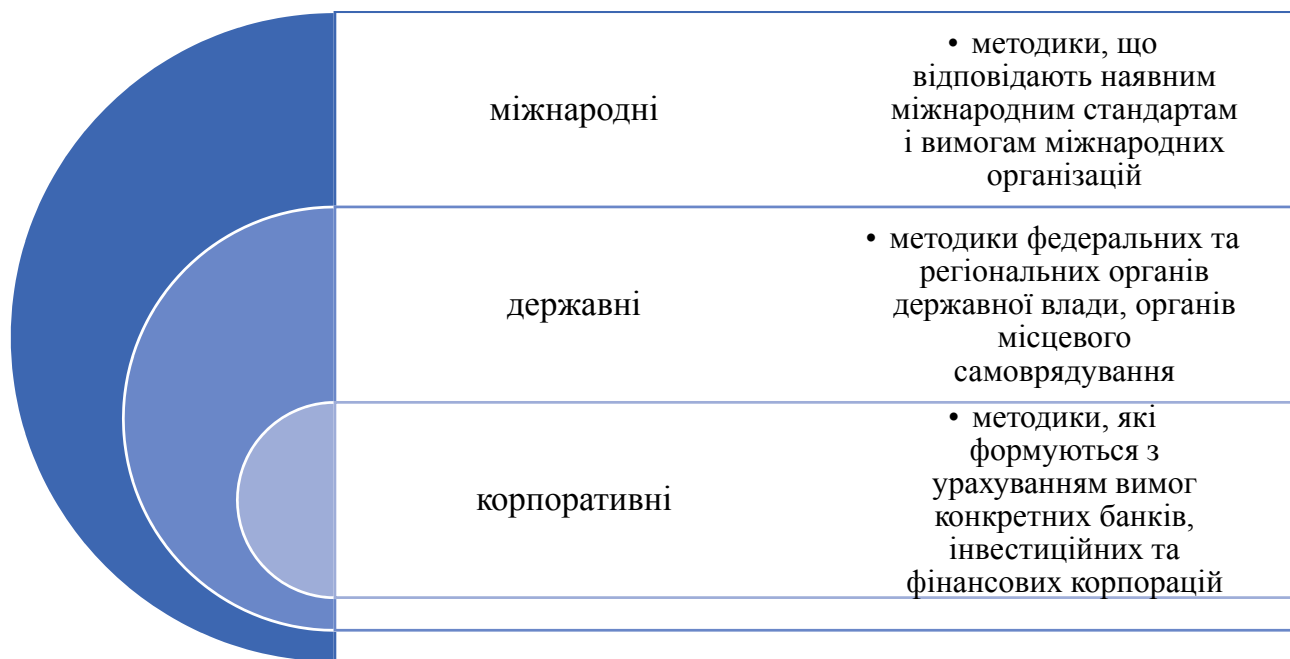 міжнародні
• методики, що
відповідають наявним
міжнародним стандартам
і вимогам міжнародних
організацій
державні
• методики федеральних та
регіональних органів
державної влади, органів
місцевого
самоврядування
корпоративні
• методики, які
формуються з
урахуванням вимог
конкретних банків,
інвестиційних та
фінансових корпорацій